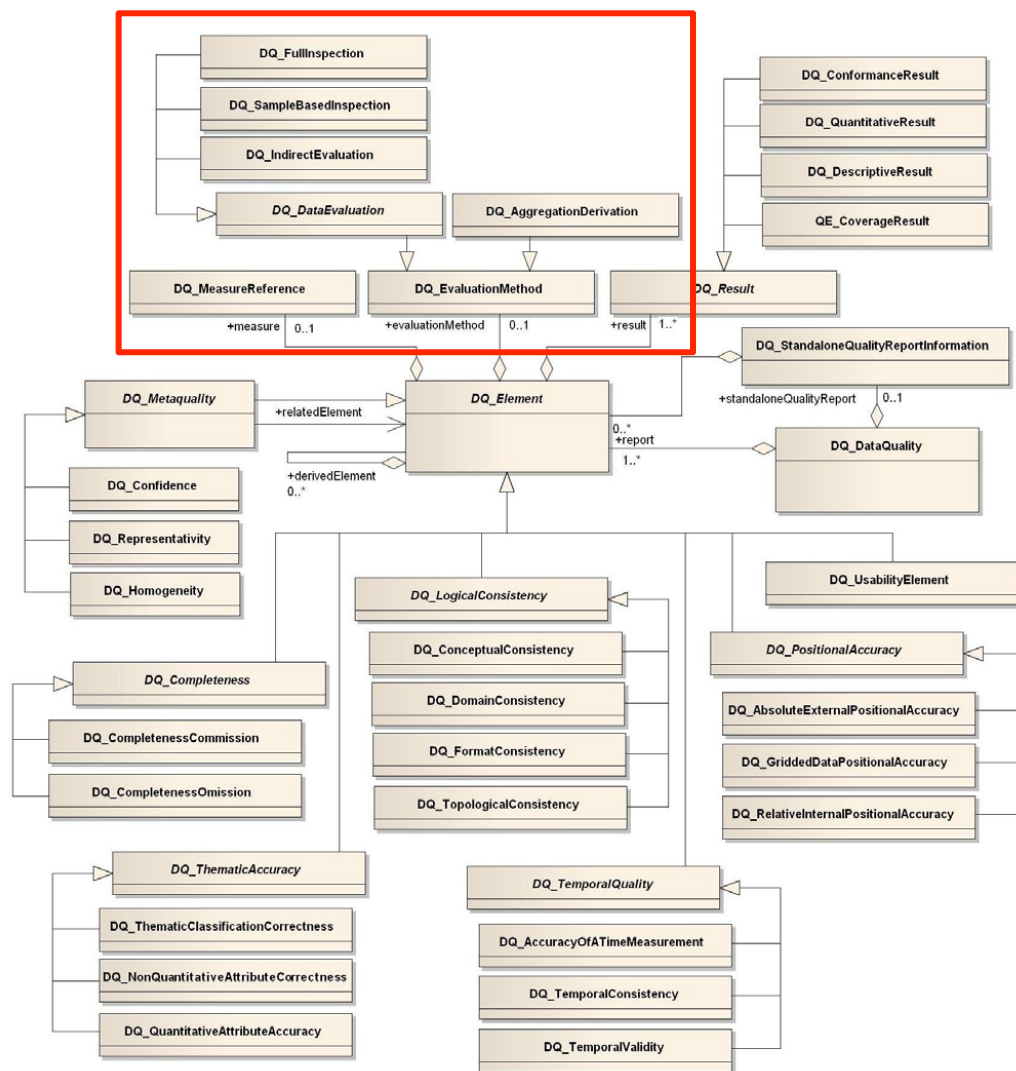 DQ_FullInspection
DQ_SampleBasedInspection
DQ_IndirectEvaluation
DQ_DataEvaluation
DQ_AggregationDerivation
DQ_ConformanceResult
DQ_QuantitativeResult
DQ_DescriptiveResult
QE_CoverageResult
DQ_MeasureReference
DQ_EvaluationMethod
DQ_Result
+measure 0..1
+evaluationMethod 0..1
+result 1..*
DQ_StandaloneQualityReportInformation
+standaloneQualityReport 0..1
DQ_Metaquality
+relatedElement
DQ_Element
0..*
+report
1..*
DQ_DataQuality
+derivedElement
0..*
DQ_Confidence
DQ_Representativity
DQ_Homogeneity
DQ_LogicalConsistency
DQ_ConceptualConsistency
DQ_DomainConsistency
DQ_FormatConsistency
DQ_TopologicalConsistency
DQ_UsabilityElement
DQ_PositionalAccuracy
DQ_AbsoluteExternalPositionalAccuracy
DQ_GriddedDataPositionalAccuracy
DQ_RelativeInternalPositionalAccuracy
DQ_Completeness
DQ_CompletenessCommission
DQ_CompletenessOmission
DQ_ThematicAccuracy
DQ_ThematicClassificationCorrectness
DQ_NonQuantitativeAttributeCorrectness
DQ_QuantitativeAttributeAccuracy
DQ_TemporalQuality
DQ_AccuracyOfATimeMeasurement
DQ_TemporalConsistency
DQ_TemporalValidity